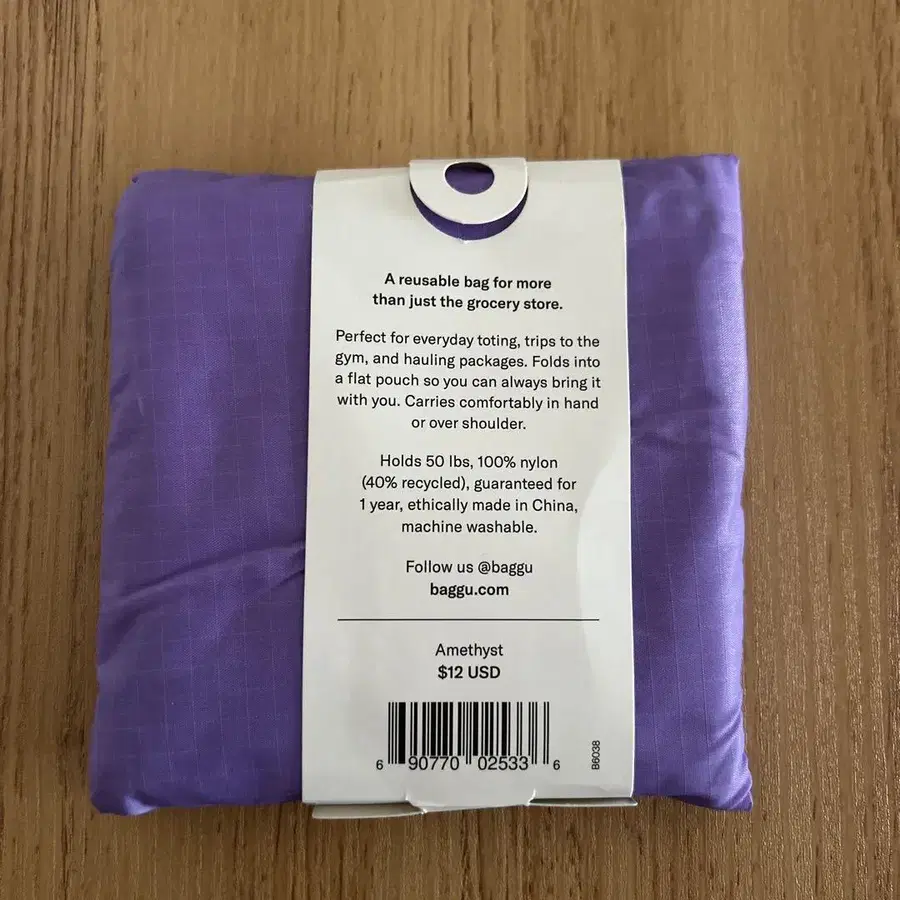 A reusable bag for more
than just the grocery store.
Perfect for everyday toting, trips to the
gym, and hauling packages. Folds into
a flat pouch so you can always bring it
with you. Carries comfortably in hand
or over shoulder.
Holds 50 lbs, 100% nylon
(40% recycled), guaranteed for
1 year, ethically made in China,
machine washable.
Follow us @baggu
baggu.com
Amethyst
$12 USD
6 90770 02533 6
B6038